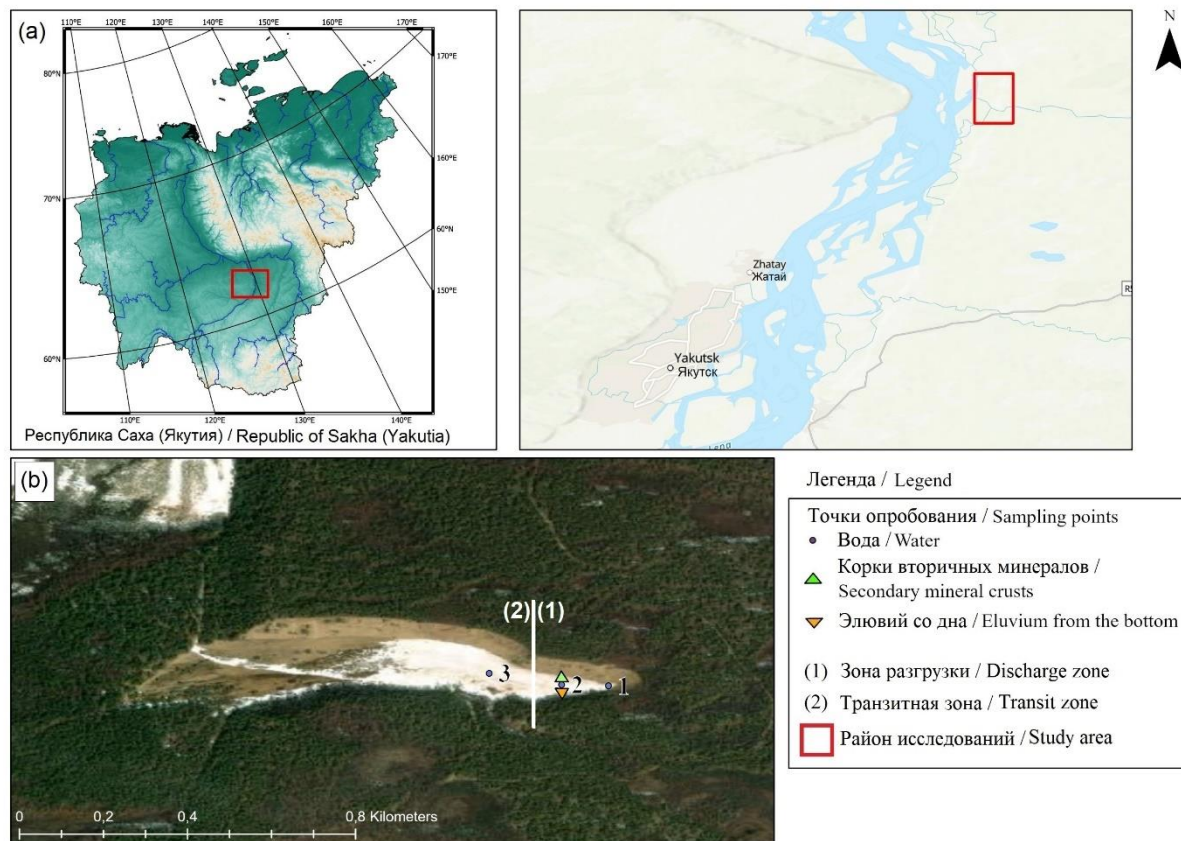 (a)
110°E 120°E 130°E 140°E 150°E 160°E 170°E
80°N
70°N
60°N
170°E
160°E
60°N
150°E
110°E 120°E 130°E 140°E
Республика Саха (Якутия) / Republic of Sakha (Yakutia)
Zhatay
Жатай
Yakutsk
Якутск
N
(b)
(2) (1)
3 2 1
0 0,2 0,4 0,8 Kilometers
Легенда / Legend
Точки опробования / Sampling points
Вода / Water
Корки вторичных минералов /
Secondary mineral crusts
Элювий со дна / Eluvium from the bottom
(1) Зона разгрузки / Discharge zone
(2) Транзитная зона / Transit zone
Район исследований / Study area